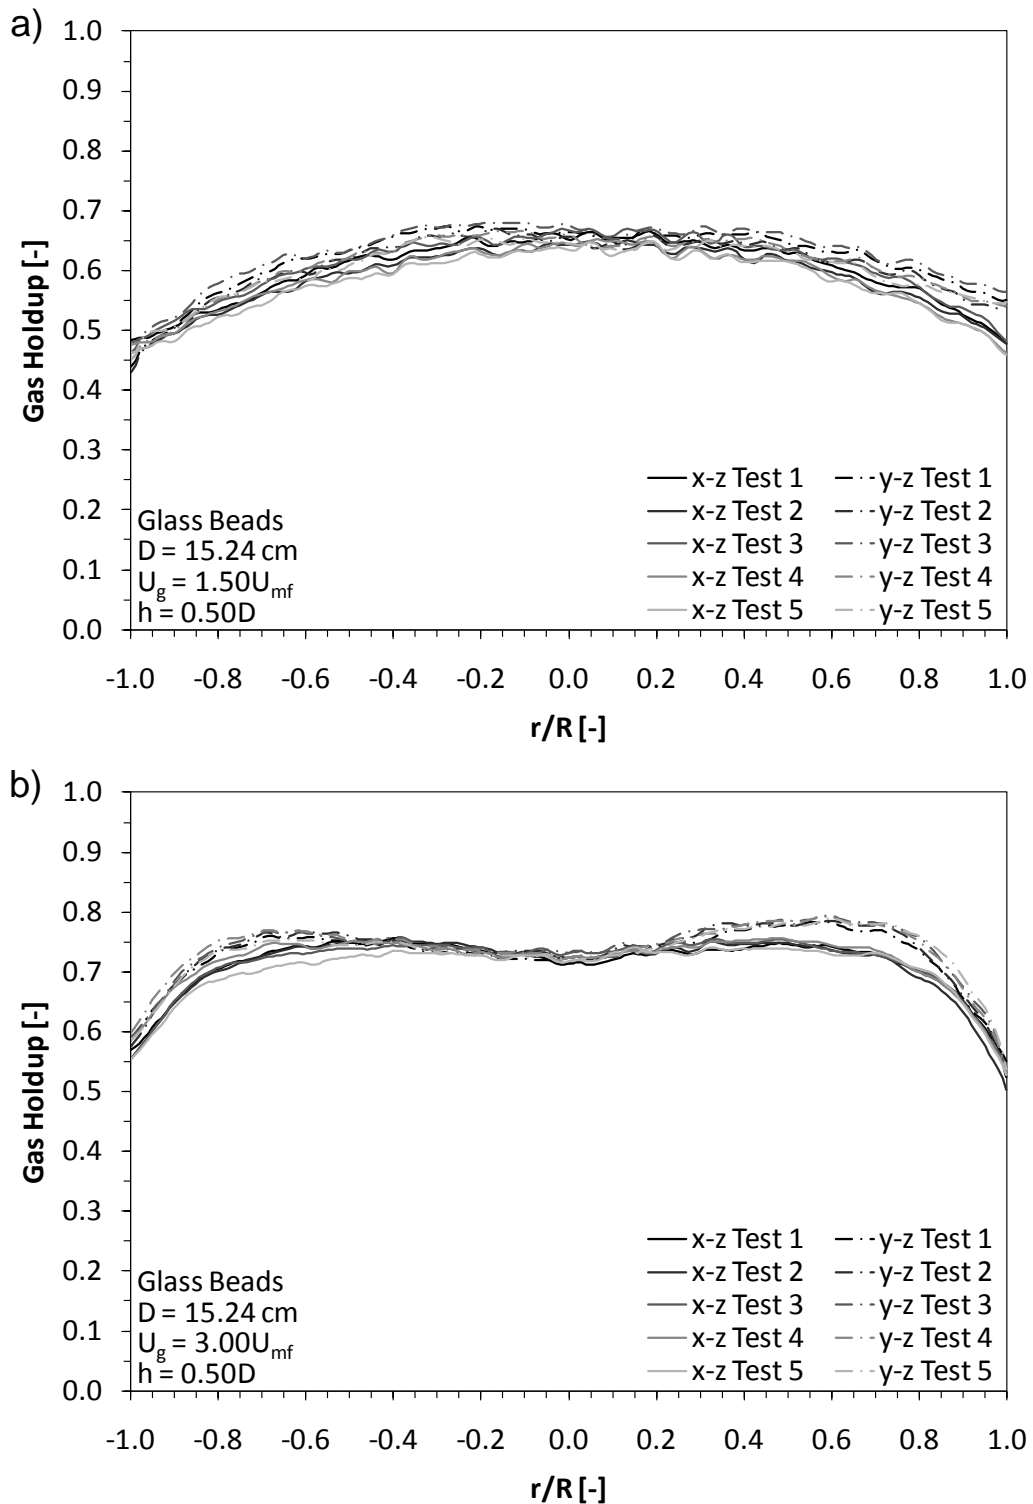 a)
1.0
0.9
0.8
0.7
0.6
0.5
0.4
0.3
0.2
0.1
0.0
Gas Holdup [-]
x-z Test 1 y-z Test 1
x-z Test 2 y-z Test 2
x-z Test 3 y-z Test 3
x-z Test 4 y-z Test 4
x-z Test 5 y-z Test 5
Glass Beads
D = 15.24 cm
Ug = 1.50Umf
h = 0.50D
-1.0 -0.8 -0.6 -0.4 -0.2 0.0 0.2 0.4 0.6 0.8 1.0
r/R [-]
b)
1.0
0.9
0.8
0.7
0.6
0.5
0.4
0.3
0.2
0.1
0.0
Gas Holdup [-]
x-z Test 1 y-z Test 1
x-z Test 2 y-z Test 2
x-z Test 3 y-z Test 3
x-z Test 4 y-z Test 4
x-z Test 5 y-z Test 5
Glass Beads
D = 15.24 cm
Ug = 3.00Umf
h = 0.50D
-1.0 -0.8 -0.6 -0.4 -0.2 0.0 0.2 0.4 0.6 0.8 1.0
r/R [-]